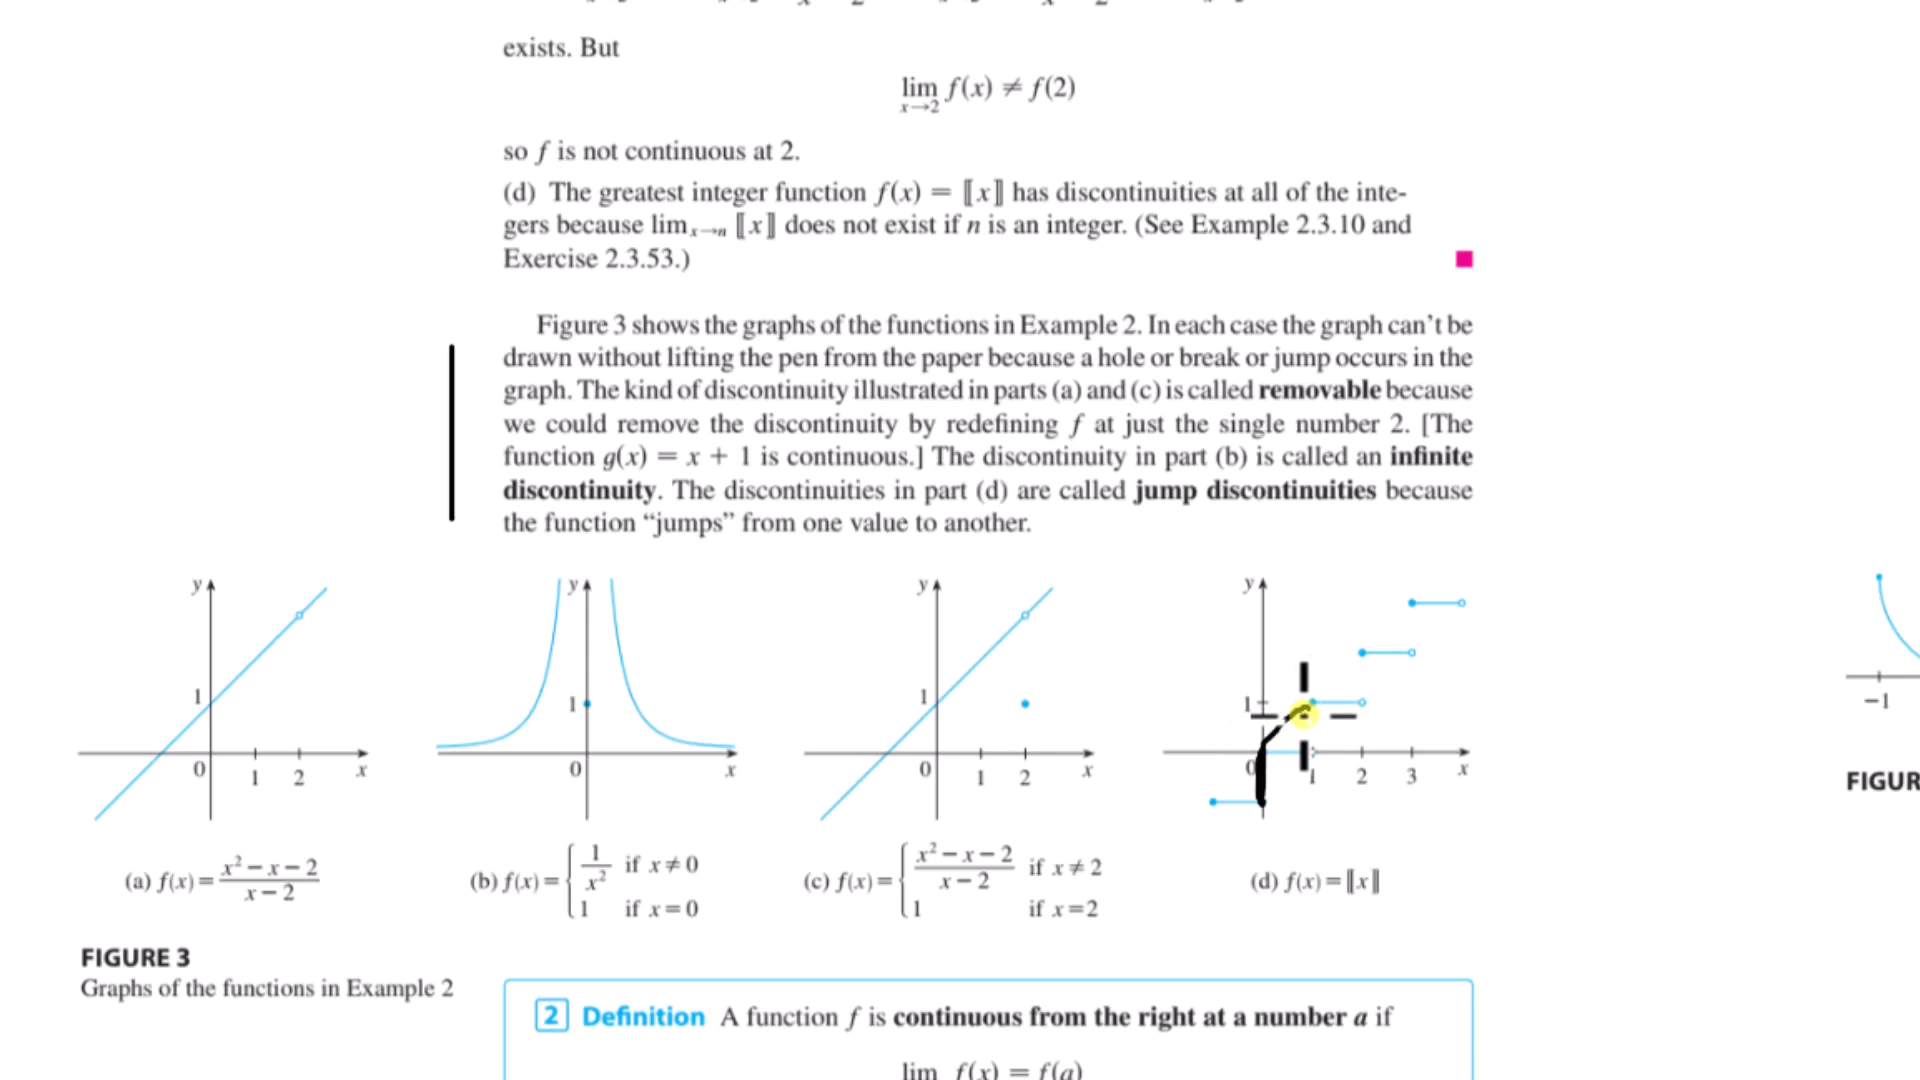 exists. But
lim f(x) ≠ f(2)
x→2
so f is not continuous at 2.
(d) The greatest integer function f(x) = ⟦x⟧ has discontinuities at all of the inte-
gers because limₓ→ₙ ⟦x⟧ does not exist if n is an integer. (See Example 2.3.10 and
Exercise 2.3.53.)
Figure 3 shows the graphs of the functions in Example 2. In each case the graph can't be
drawn without lifting the pen from the paper because a hole or break or jump occurs in the
graph. The kind of discontinuity illustrated in parts (a) and (c) is called removable because
we could remove the discontinuity by redefining f at just the single number 2. [The
function g(x) = x + 1 is continuous.] The discontinuity in part (b) is called an infinite
discontinuity. The discontinuities in part (d) are called jump discontinuities because
the function “jumps” from one value to another.
y
1
0 1 2 x
y
1
0 x
y
1
0 1 2 x
y
1
0 1 2 3 x
−1
(a) f(x) = x² − x − 2 / x − 2
(b) f(x) = { 1/x² if x ≠ 0
1 if x = 0
(c) f(x) = { x² − x − 2 / x − 2 if x ≠ 2
1 if x = 2
(d) f(x) = ⟦x⟧
FIGUR
FIGURE 3
Graphs of the functions in Example 2
2 Definition A function f is continuous from the right at a number a if
lim f(x) = f(a)